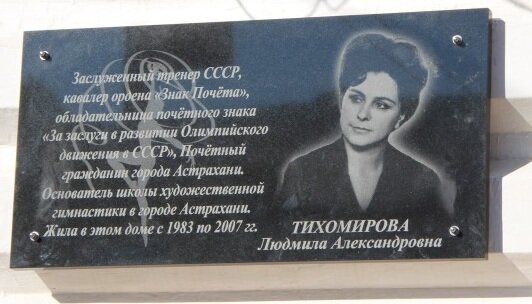 Заслуженный тренер СССР,
кавалер ордена «Знак Почёта»,
обладательница почётного знака
«За заслуги в развитии Олимпийского
движения в СССР», Почётный
гражданин города Астрахани.
Основатель школы художественной
гимнастики в городе Астрахани.
Жила в этом доме с 1983 по 2007 гг.
ТИХОМИРОВА
Людмила Александровна